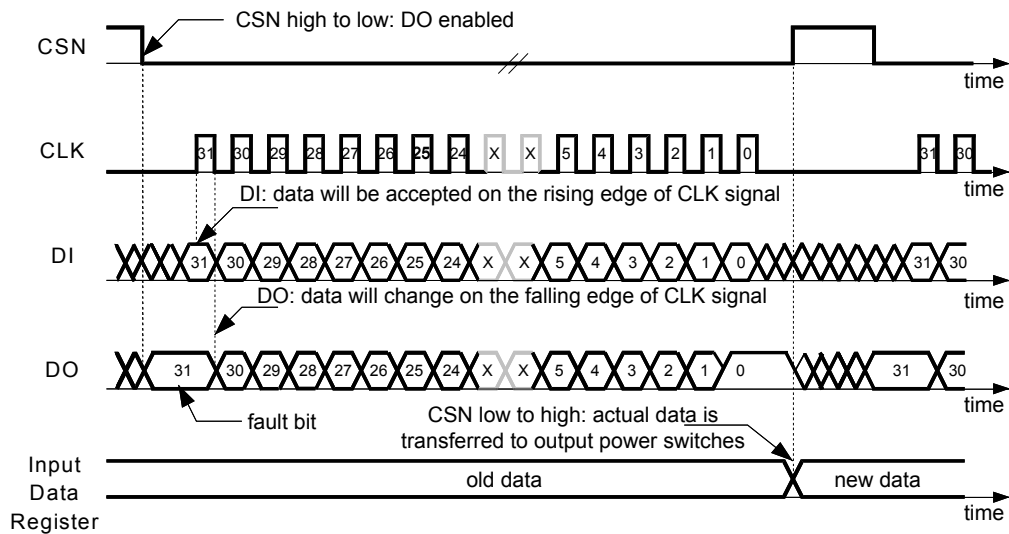 CSN high to low: DO enabled
CSN
time
CLK
31 30 29 28 27 26 25 24 X X 5 4 3 2 1 0 31 30
time
DI: data will be accepted on the rising edge of CLK signal
DI
31 30 29 28 27 26 25 24 X X 5 4 3 2 1 0 31 30
time
DO: data will change on the falling edge of CLK signal
DO
31 30 29 28 27 26 25 24 X X 5 4 3 2 1 0 31 30
time
fault bit
CSN low to high: actual data is
transferred to output power switches
Input
Data
Register
old data
new data
time